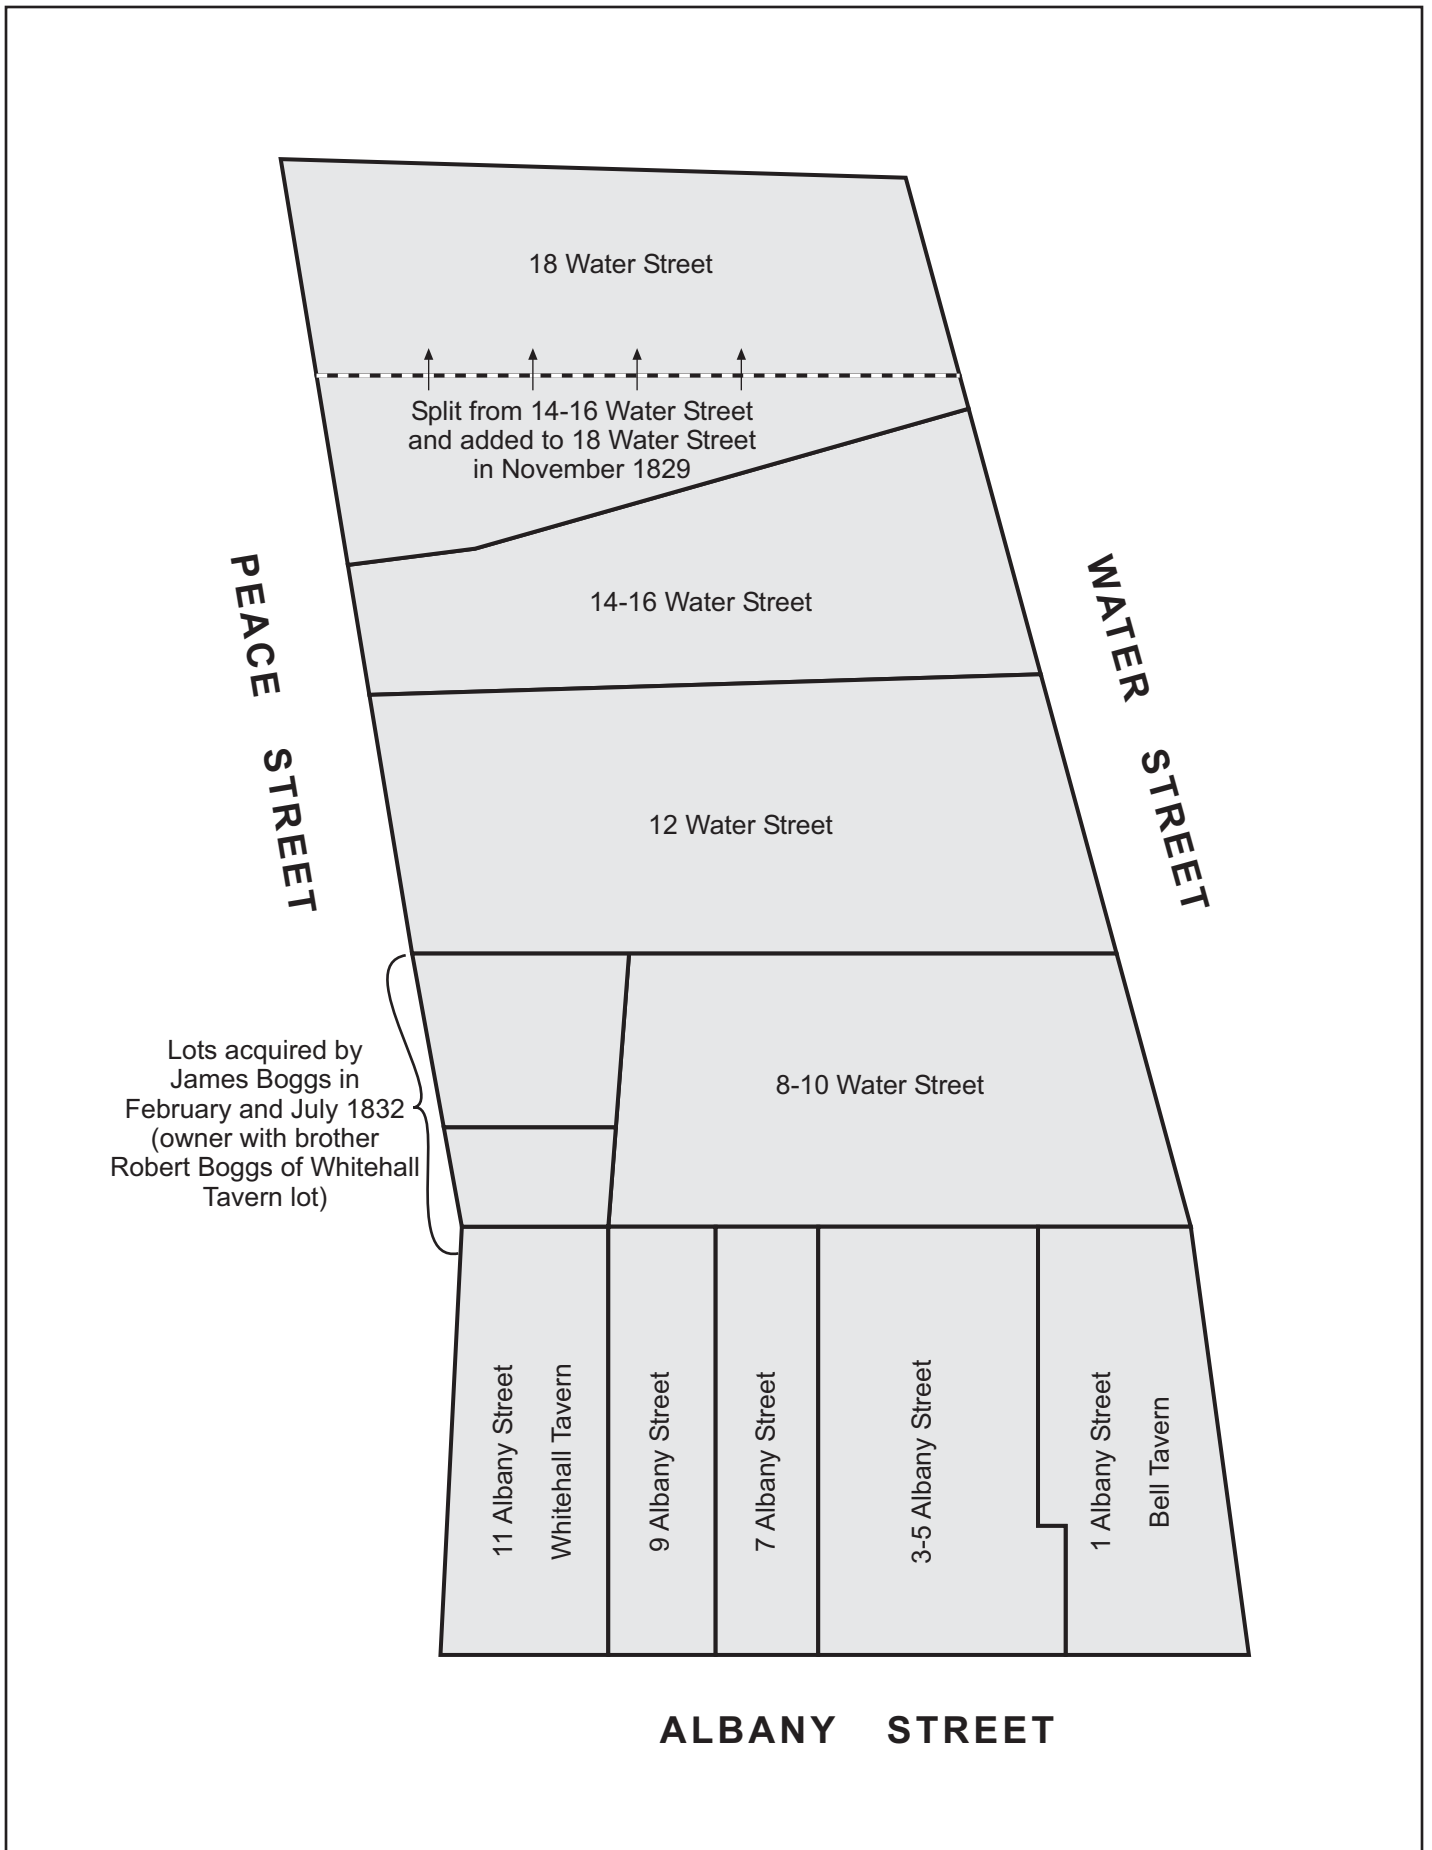 18 Water Street
Split from 14-16 Water Street
and added to 18 Water Street
in November 1829
14-16 Water Street
PEACE STREET
WATER STREET
12 Water Street
Lots acquired by
James Boggs in
February and July 1832
(owner with brother
Robert Boggs of Whitehall
Tavern lot)
8-10 Water Street
11 Albany Street
Whitehall Tavern
9 Albany Street
7 Albany Street
3-5 Albany Street
1 Albany Street
Bell Tavern
ALBANY STREET